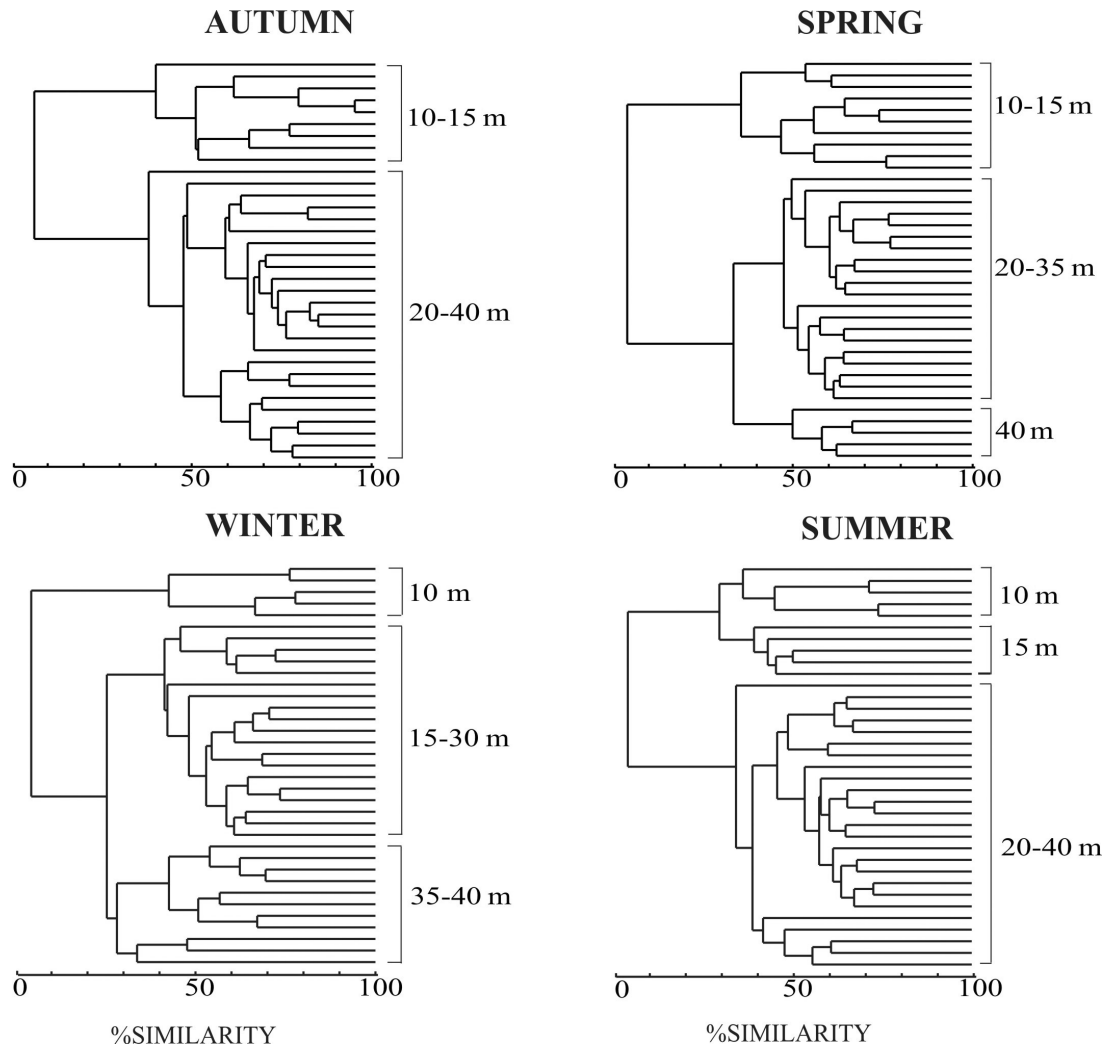 AUTUMN
10-15 m
20-40 m
0 50 100
SPRING
10-15 m
20-35 m
40 m
0 50 100
WINTER
10 m
15-30 m
35-40 m
0 50 100
%SIMILARITY
SUMMER
10 m
15 m
20-40 m
0 50 100
%SIMILARITY